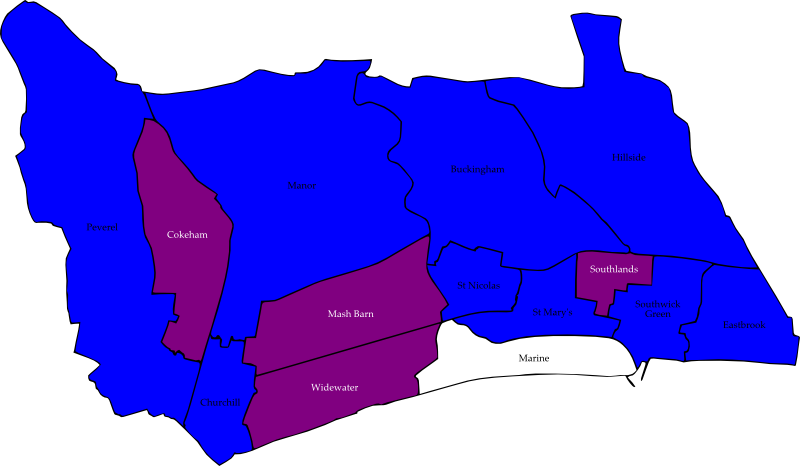 Hillside
Buckingham
Manor
Peverel
Cokeham
Southlands
St Nicolas
Southwick
Green
St Mary's
Mash Barn
Eastbrook
Marine
Widewater
Churchill